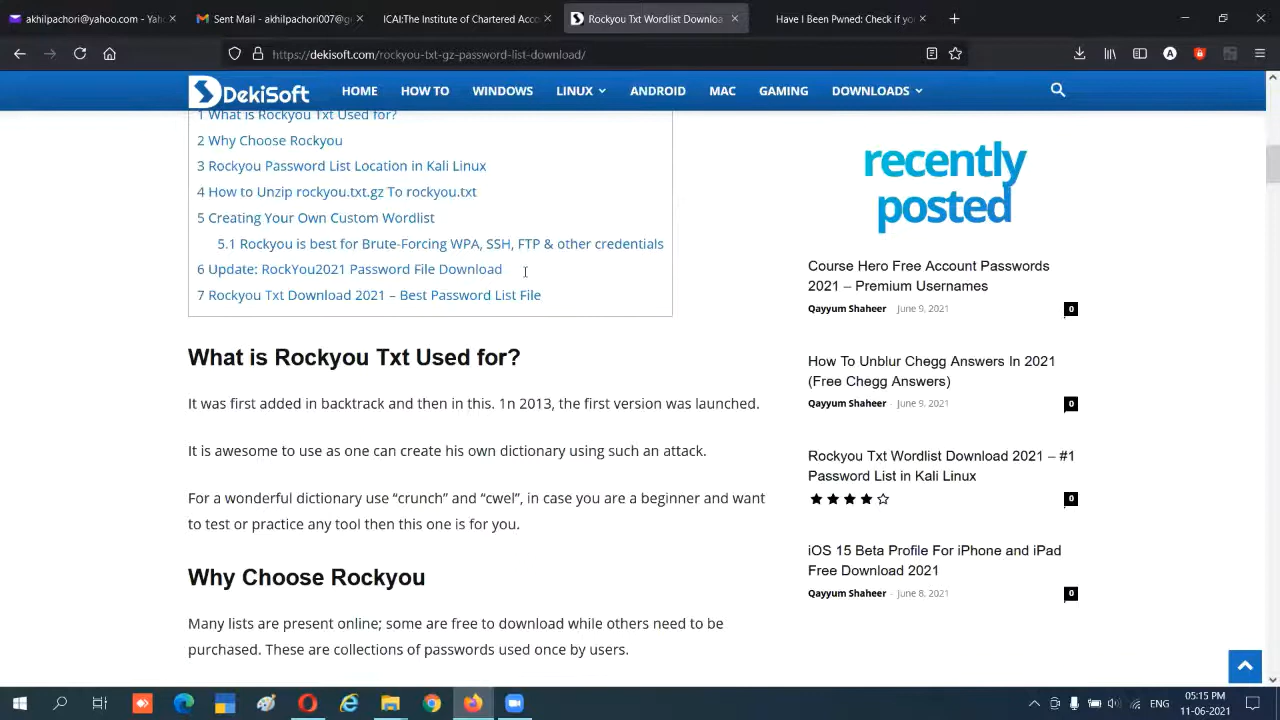 akhilpachori@yahoo.com - Yahoo
Sent Mail - akhilpachori007@g
ICAI:The Institute of Chartered Acco
Rockyou Txt Wordlist Downloa
Have I Been Pwned: Check if yo
https://dekisoft.com/rockyou-txt-gz-password-list-download/
DekiSoft
HOME
HOW TO
WINDOWS
LINUX
ANDROID
MAC
GAMING
DOWNLOADS
1 What is Rockyou Txt Used for?
2 Why Choose Rockyou
3 Rockyou Password List Location in Kali Linux
4 How to Unzip rockyou.txt.gz To rockyou.txt
5 Creating Your Own Custom Wordlist
5.1 Rockyou is best for Brute-Forcing WPA, SSH, FTP & other credentials
6 Update: RockYou2021 Password File Download
7 Rockyou Txt Download 2021 – Best Password List File
What is Rockyou Txt Used for?
It was first added in backtrack and then in this. 1n 2013, the first version was launched.
It is awesome to use as one can create his own dictionary using such an attack.
For a wonderful dictionary use “crunch” and “cwel”, in case you are a beginner and want
to test or practice any tool then this one is for you.
Why Choose Rockyou
Many lists are present online; some are free to download while others need to be
purchased. These are collections of passwords used once by users.
recently
posted
Course Hero Free Account Passwords
2021 – Premium Usernames
Qayyum Shaheer - June 9, 2021 0
How To Unblur Chegg Answers In 2021
(Free Chegg Answers)
Qayyum Shaheer - June 9, 2021 0
Rockyou Txt Wordlist Download 2021 – #1
Password List in Kali Linux
0
iOS 15 Beta Profile For iPhone and iPad
Free Download 2021
Qayyum Shaheer - June 8, 2021 0
ENG
05:15 PM
11-06-2021